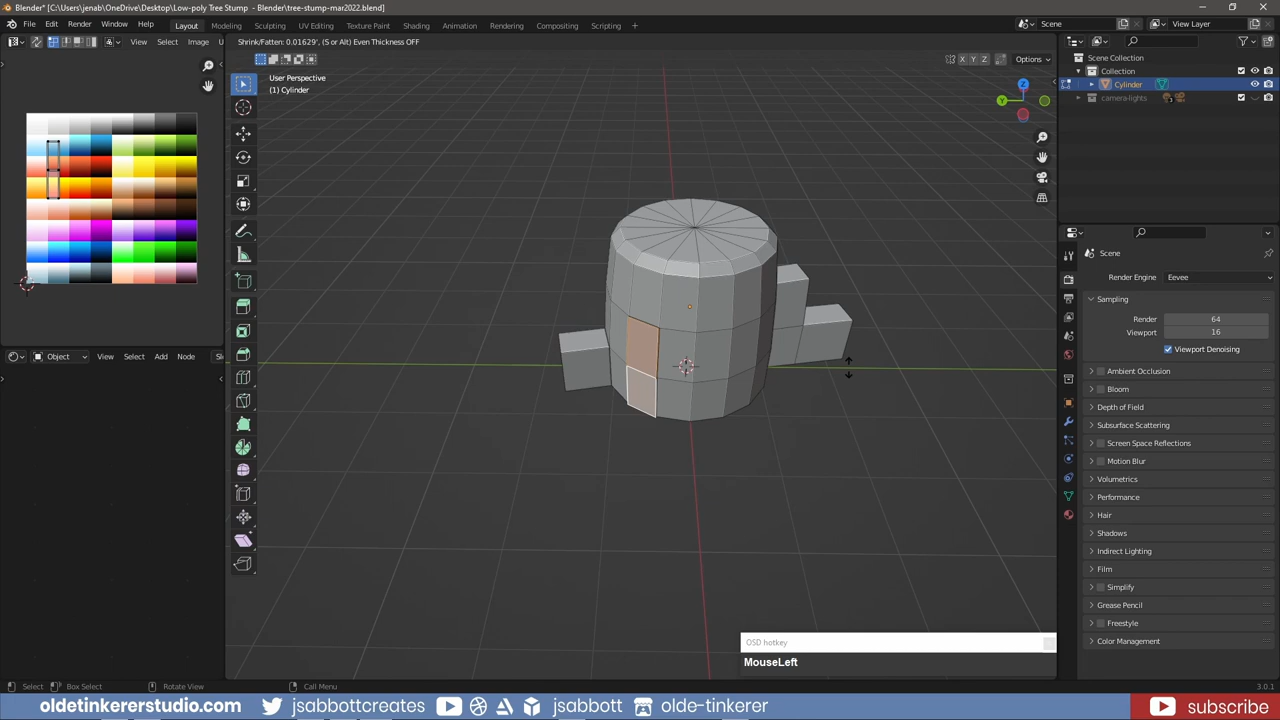 Blender* [C:\Users\jenab\OneDrive\Desktop\Low-poly Tree Stump - Blender\tree-stump-mar2022.blend]
File Edit Render Window Help Layout Modeling Sculpting UV Editing Texture Paint Shading Animation Rendering Compositing Scripting + Scene View Layer
View Select Image Shrink/Fatten: 0.01629', (S or Alt) Even Thickness OFF
X Y Z Options
User Perspective
(1) Cylinder
Scene Collection
Collection
Cylinder
camera-lights
Z
Y
Scene
Render Engine Eevee
Sampling
Render 64
Viewport 16
Viewport Denoising
Object View Select Add Node
Ambient Occlusion
Bloom
Depth of Field
Subsurface Scattering
Screen Space Reflections
Motion Blur
Volumetrics
Performance
Hair
Shadows
Indirect Lighting
Film
Simplify
Grease Pencil
Freestyle
Color Management
OSD hotkey
MouseLeft
Select Box Select Rotate View Call Menu 3.0.1
oldetinkererstudio.com jsabbottcreates jsabbott olde-tinkerer subscribe